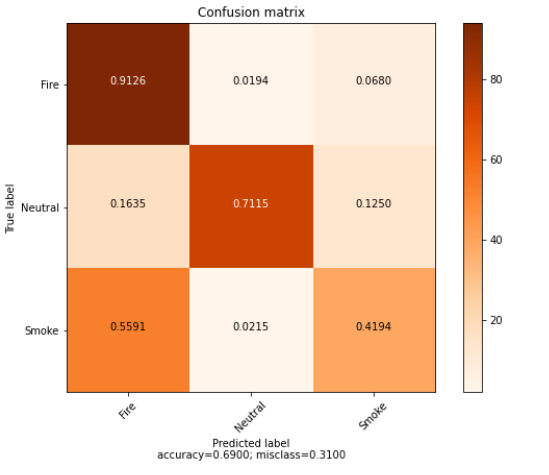 Confusion matrix
Fire
0.9126
0.0194
0.0680
80
60
True label
Neutral
0.1635
0.7115
0.1250
40
20
Smoke
0.5591
0.0215
0.4194
Fire
Neutral
Smoke
Predicted label
accuracy=0.6900; misclass=0.3100